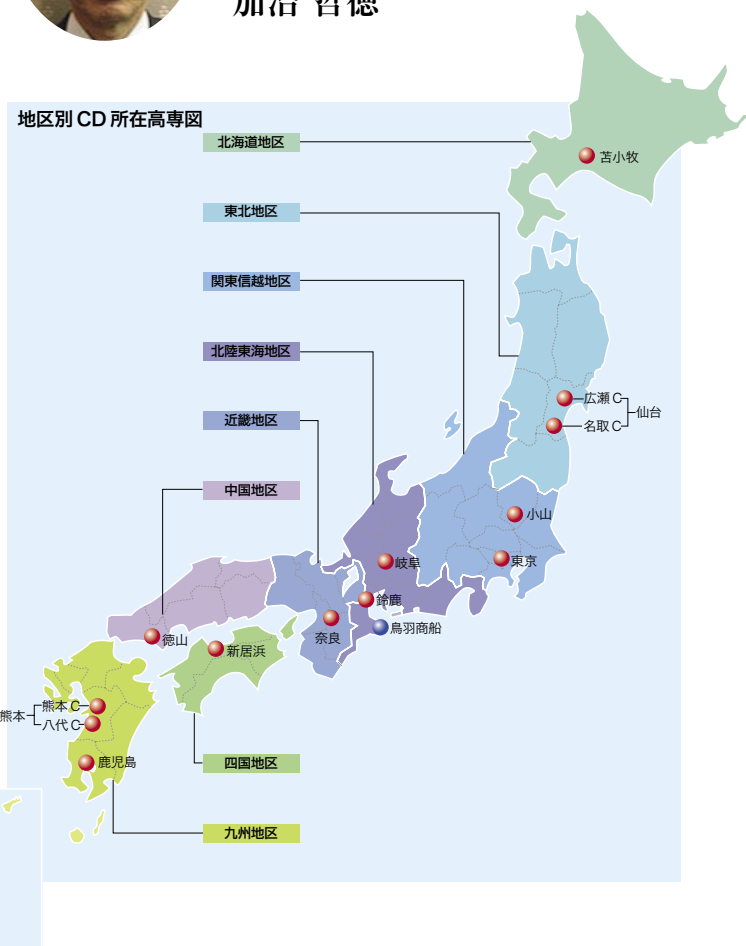 加治 哲徳
地区別 CD 所在高専図
北海道地区
苫小牧
東北地区
関東信越地区
北陸東海地区
広瀬 C
仙台
名取 C
近畿地区
中国地区
小山
岐阜
東京
鈴鹿
鳥羽商船
奈良
徳山
新居浜
熊本 C
熊本
八代 C
鹿児島
四国地区
九州地区